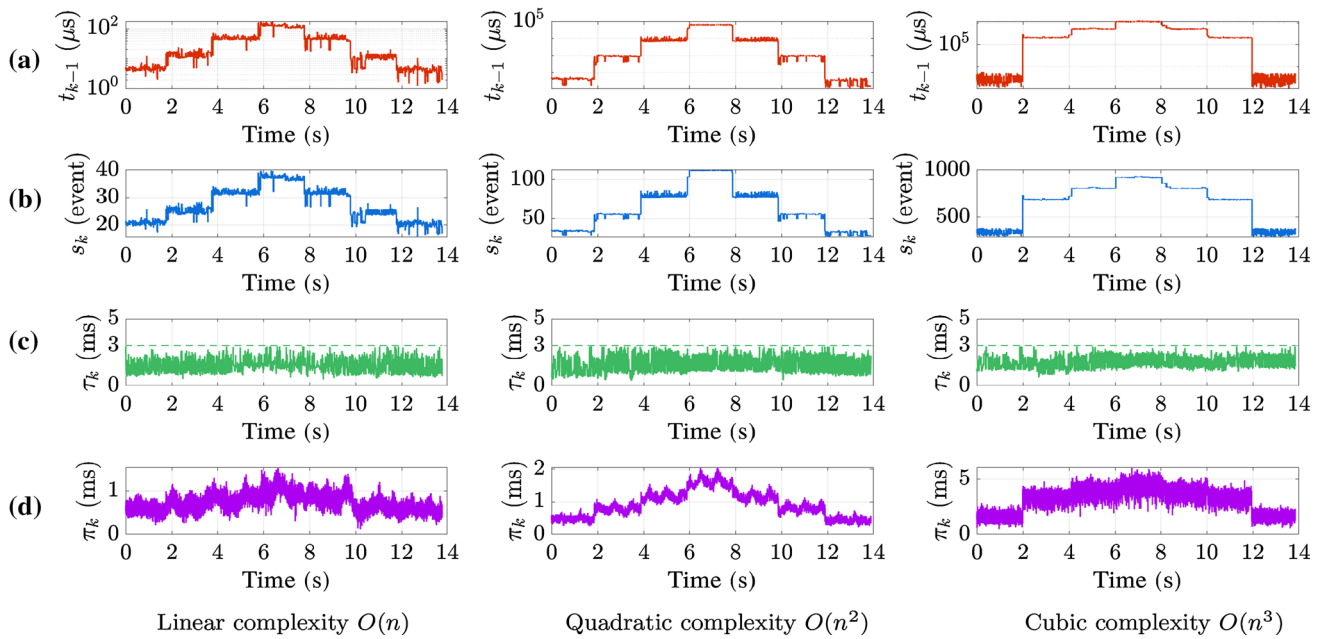 (a)
t_{k−1} (μs)
10^2
10^0
0 2 4 6 8 10 12 14
Time (s)
t_{k−1} (μs)
10^5
0 2 4 6 8 10 12 14
Time (s)
t_{k−1} (μs)
10^5
0 2 4 6 8 10 12 14
Time (s)
(b)
s_k (event)
40
30
20
0 2 4 6 8 10 12 14
Time (s)
s_k (event)
100
50
0 2 4 6 8 10 12 14
Time (s)
s_k (event)
1000
500
0 2 4 6 8 10 12 14
Time (s)
(c)
τ_k (ms)
5
3
0
0 2 4 6 8 10 12 14
Time (s)
τ_k (ms)
5
3
0
0 2 4 6 8 10 12 14
Time (s)
τ_k (ms)
5
3
0
0 2 4 6 8 10 12 14
Time (s)
(d)
π_k (ms)
1
0
0 2 4 6 8 10 12 14
Time (s)
π_k (ms)
2
1
0
0 2 4 6 8 10 12 14
Time (s)
π_k (ms)
5
0
0 2 4 6 8 10 12 14
Time (s)
Linear complexity O(n)
Quadratic complexity O(n^2)
Cubic complexity O(n^3)